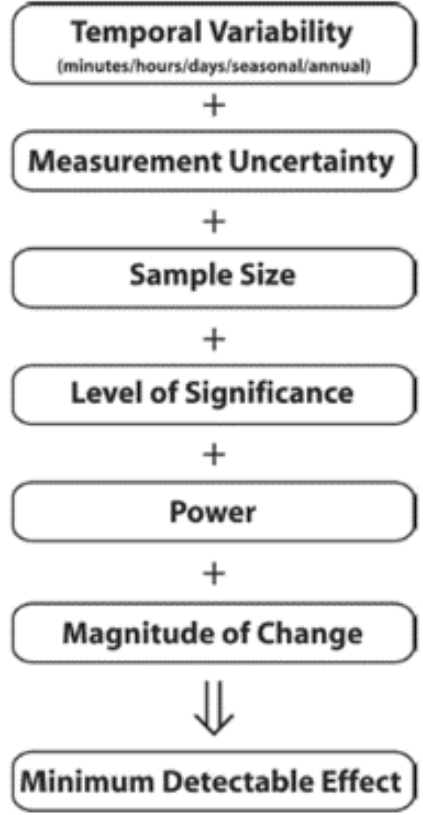 Temporal Variability
(minutes/hours/days/seasonal/annual)
+
Measurement Uncertainty
+
Sample Size
+
Level of Significance
+
Power
+
Magnitude of Change
⇓
Minimum Detectable Effect